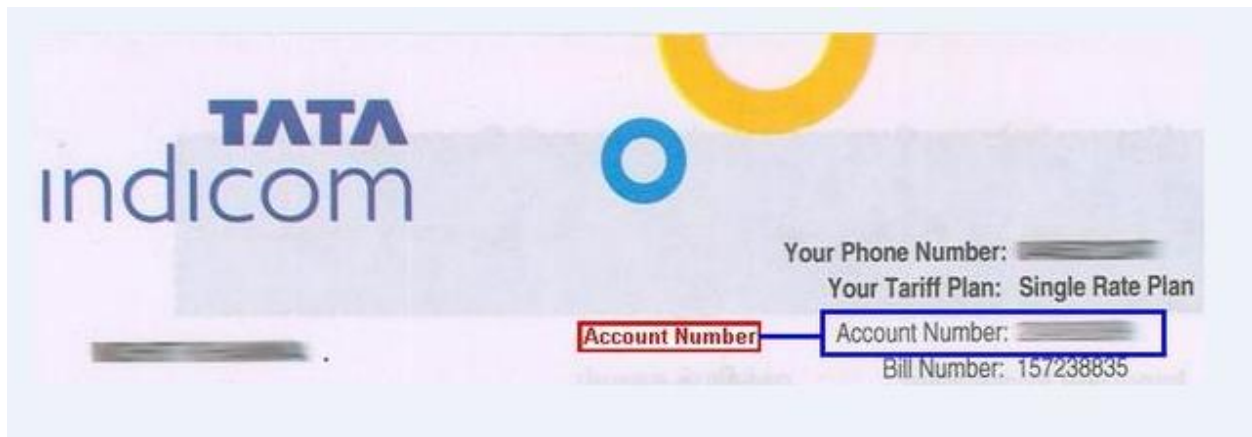 TATA
indicom
Your Phone Number:
Your Tariff Plan: Single Rate Plan
Account Number
Account Number:
Bill Number: 157238835